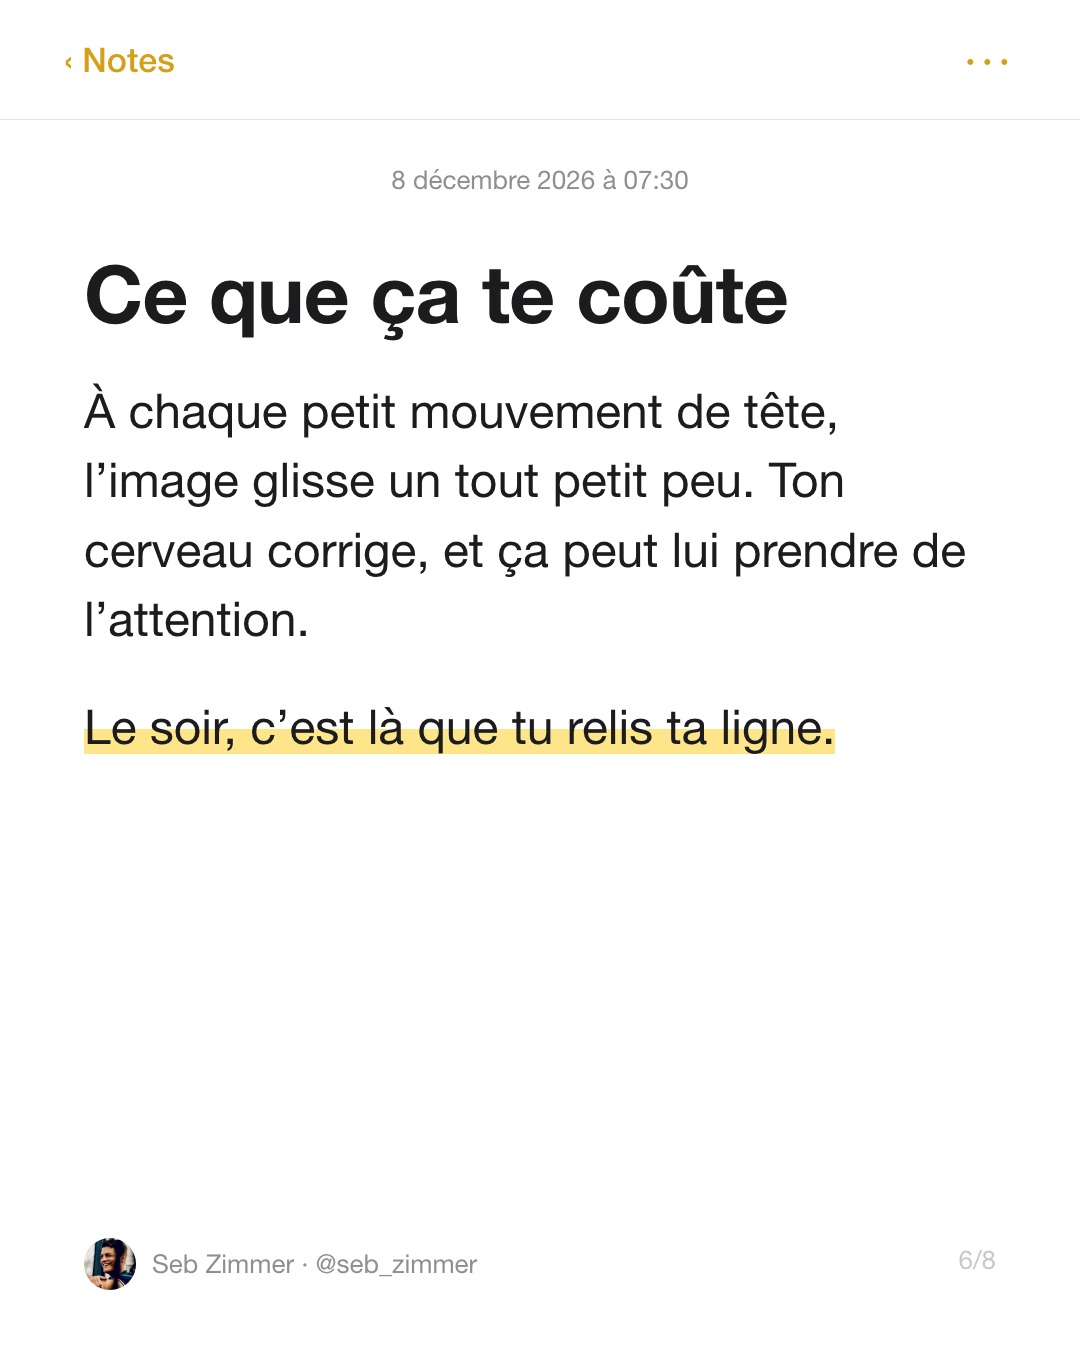 ‹ Notes
8 décembre 2026 à 07:30
Ce que ça te coûte
À chaque petit mouvement de tête,
l’image glisse un tout petit peu. Ton
cerveau corrige, et ça peut lui prendre de
l’attention.
Le soir, c’est là que tu relis ta ligne.
Seb Zimmer · @seb_zimmer
6/8